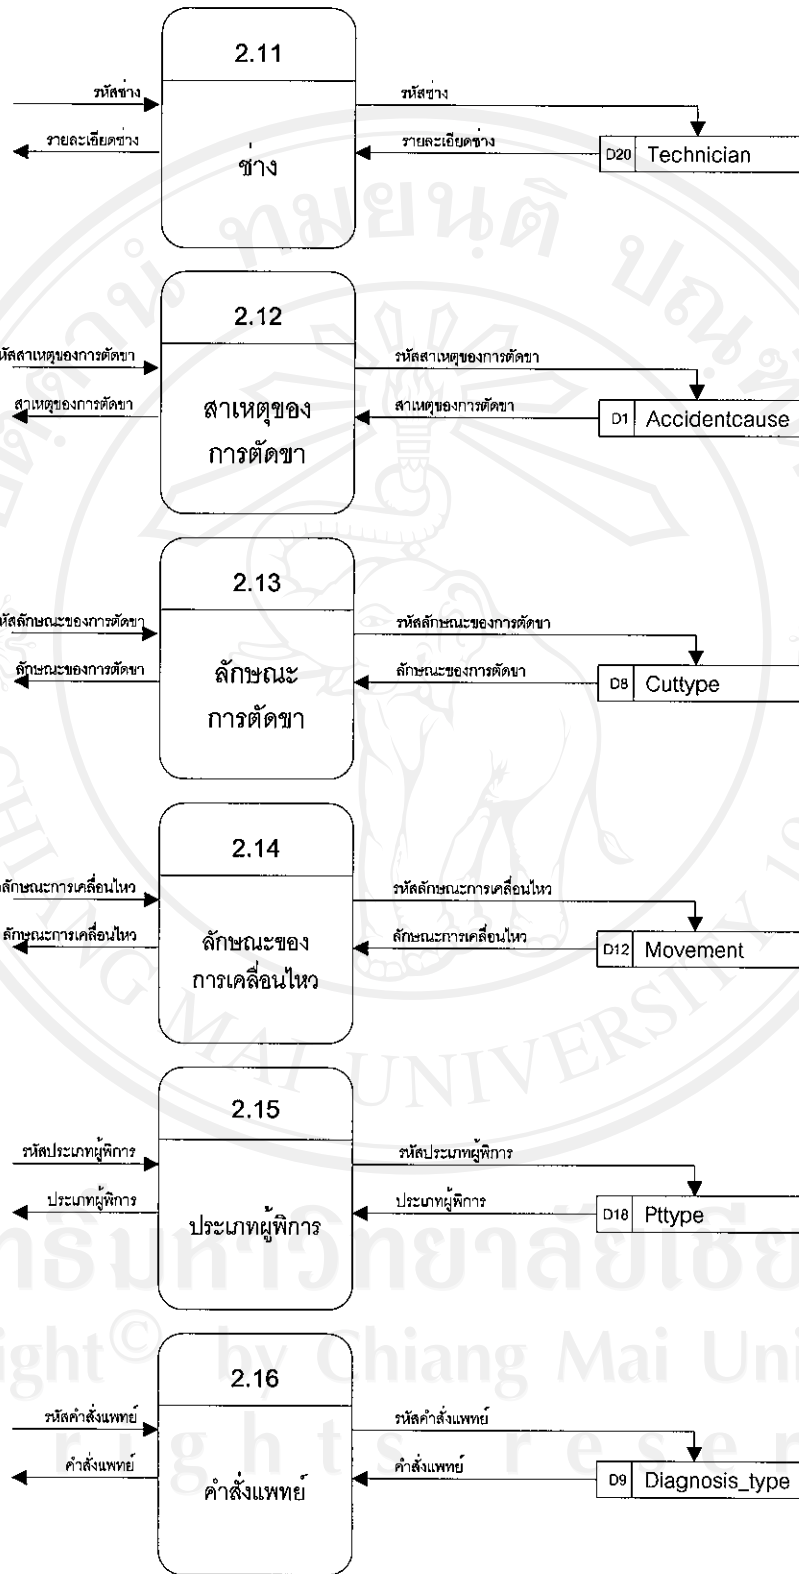 2.11
รหัสช่าง
รหัสช่าง
รายละเอียดช่าง
รายละเอียดช่าง
D20 Technician
ช่าง
2.12
รหัสสาเหตุของการตัดขา
สาเหตุของการตัดขา
สาเหตุของการตัดขา
D1 Accidentcause
สาเหตุของ
การตัดขา
2.13
รหัสลักษณะของการตัดขา
ลักษณะของการตัดขา
ลักษณะของการตัดขา
D8 Cuttype
ลักษณะ
การตัดขา
2.14
ลักษณะการเคลื่อนไหว
รหัสลักษณะการเคลื่อนไหว
ลักษณะการเคลื่อนไหว
ลักษณะการเคลื่อนไหว
D12 Movement
ลักษณะของ
การเคลื่อนไหว
2.15
รหัสประเภทผู้พิการ
รหัสประเภทผู้พิการ
ประเภทผู้พิการ
ประเภทผู้พิการ
D18 Pttype
ประเภทผู้พิการ
2.16
รหัสคำสั่งแพทย์
รหัสคำสั่งแพทย์
คำสั่งแพทย์
คำสั่งแพทย์
D9 Diagnosis_type
คำสั่งแพทย์
CHIANG MAI UNIVERSITY
by Chiang Mai
rights